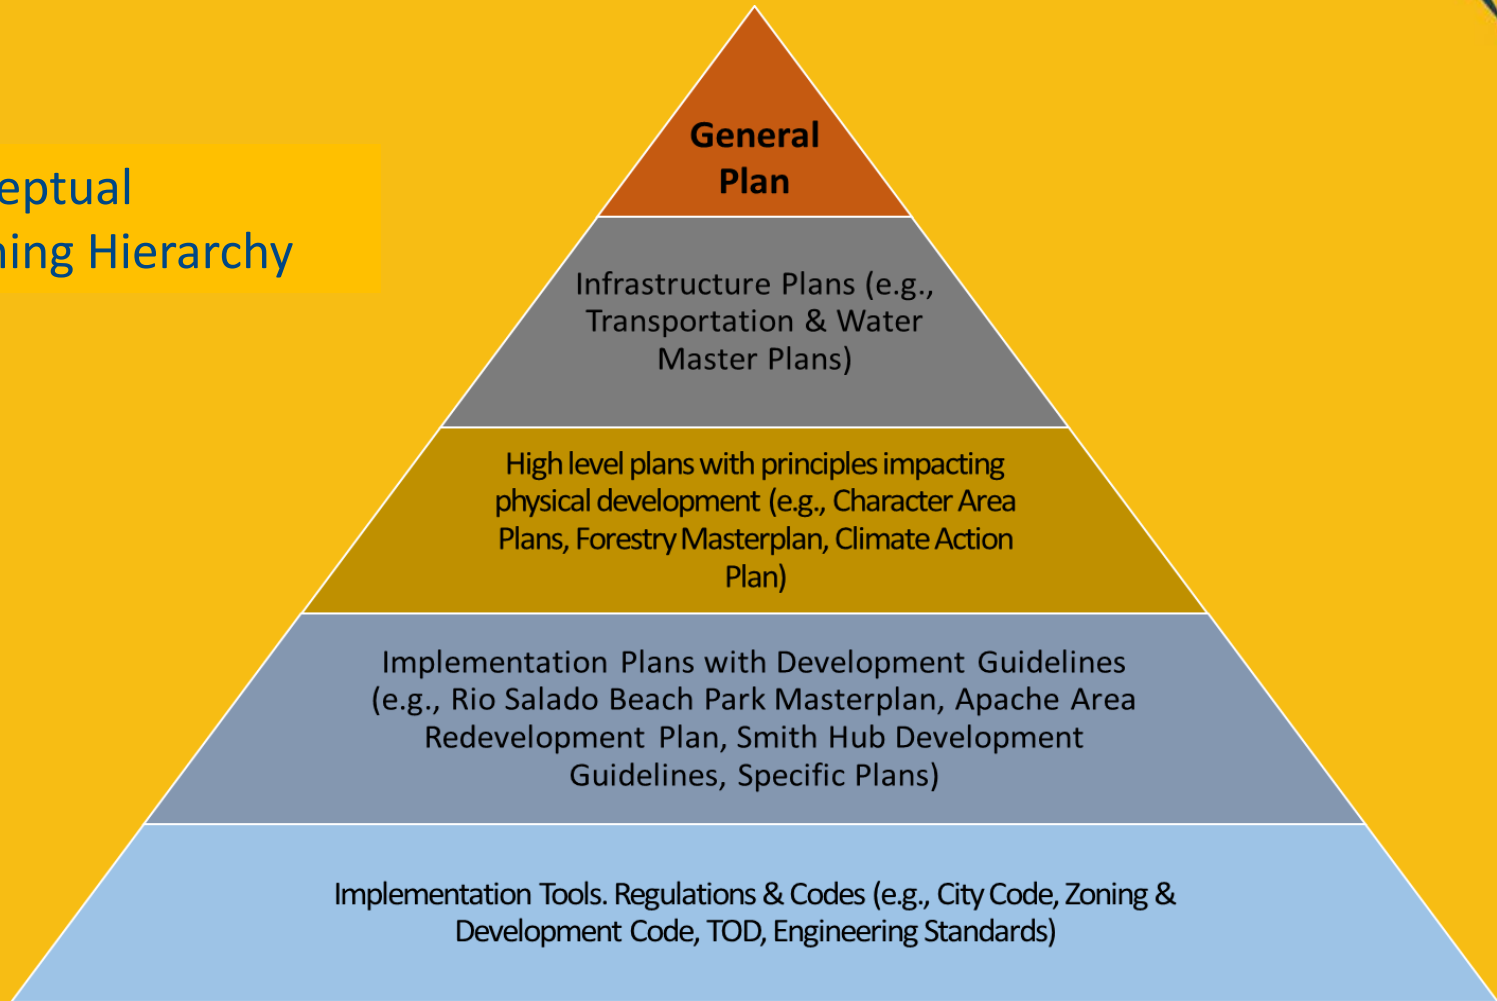 eptual
ning Hierarchy
General
Plan
Infrastructure Plans (e.g.,
Transportation & Water
Master Plans)
High level plans with principles impacting
physical development (e.g., Character Area
Plans, Forestry Masterplan, Climate Action
Plan)
Implementation Plans with Development Guidelines
(e.g., Rio Salado Beach Park Masterplan, Apache Area
Redevelopment Plan, Smith Hub Development
Guidelines, Specific Plans)
Implementation Tools. Regulations & Codes (e.g., City Code, Zoning &
Development Code, TOD, Engineering Standards)